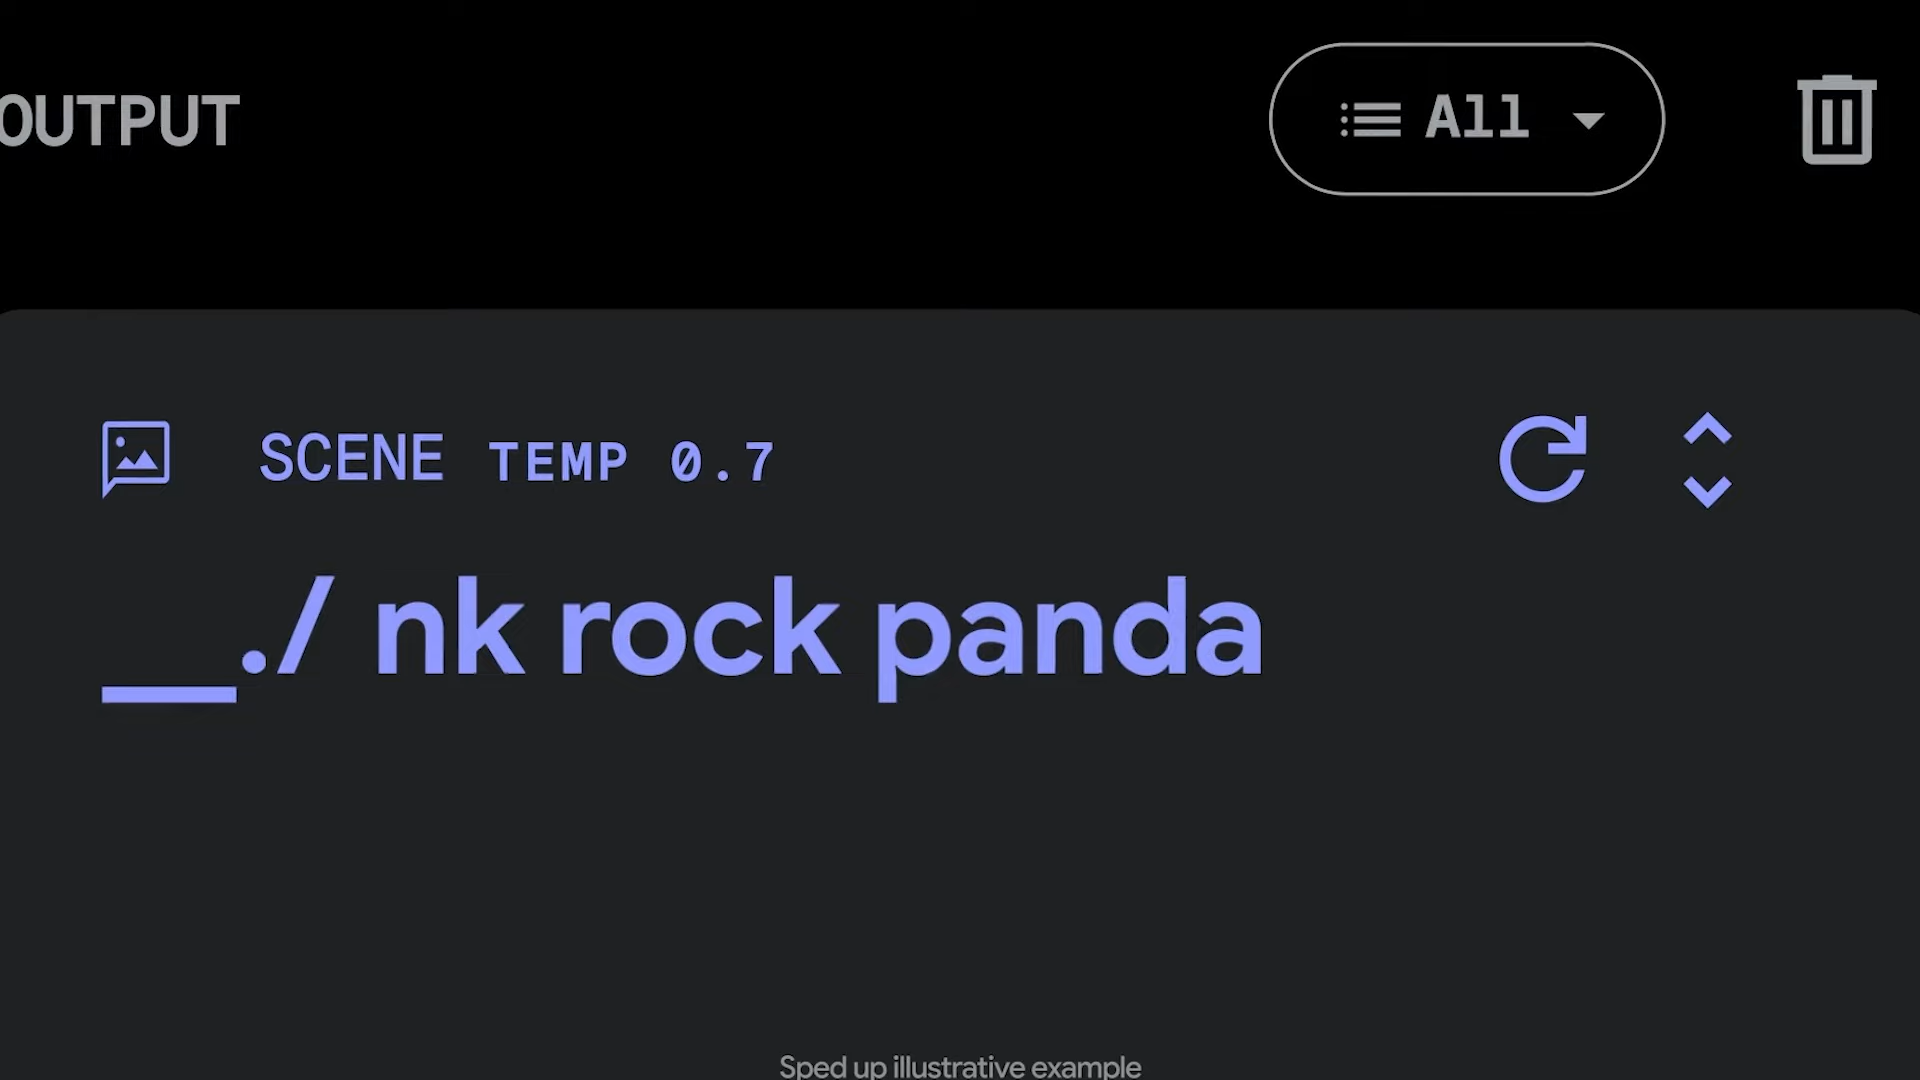 OUTPUT
All
SCENE TEMP 0.7
__./ nk rock panda
Sped up illustrative example